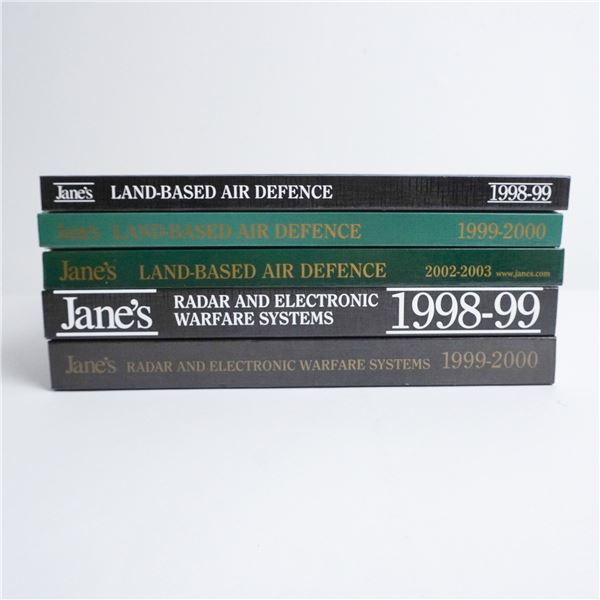 Jane's LAND-BASED AIR DEFENCE 1998-99
Jane's LAND-BASED AIR DEFENCE 1999-2000
Jane's LAND-BASED AIR DEFENCE 2002-2003 www.janes.com
Jane's RADAR AND ELECTRONIC
WARFARE SYSTEMS 1998-99
Jane's RADAR AND ELECTRONIC WARFARE SYSTEMS 1999-2000